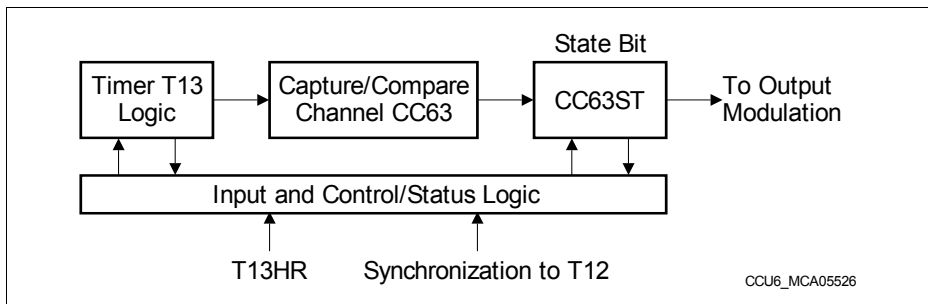 State Bit
Timer T13
Logic
Capture/Compare
Channel CC63
CC63ST
To Output
Modulation
Input and Control/Status Logic
T13HR
Synchronization to T12
CCU6_MCA05526